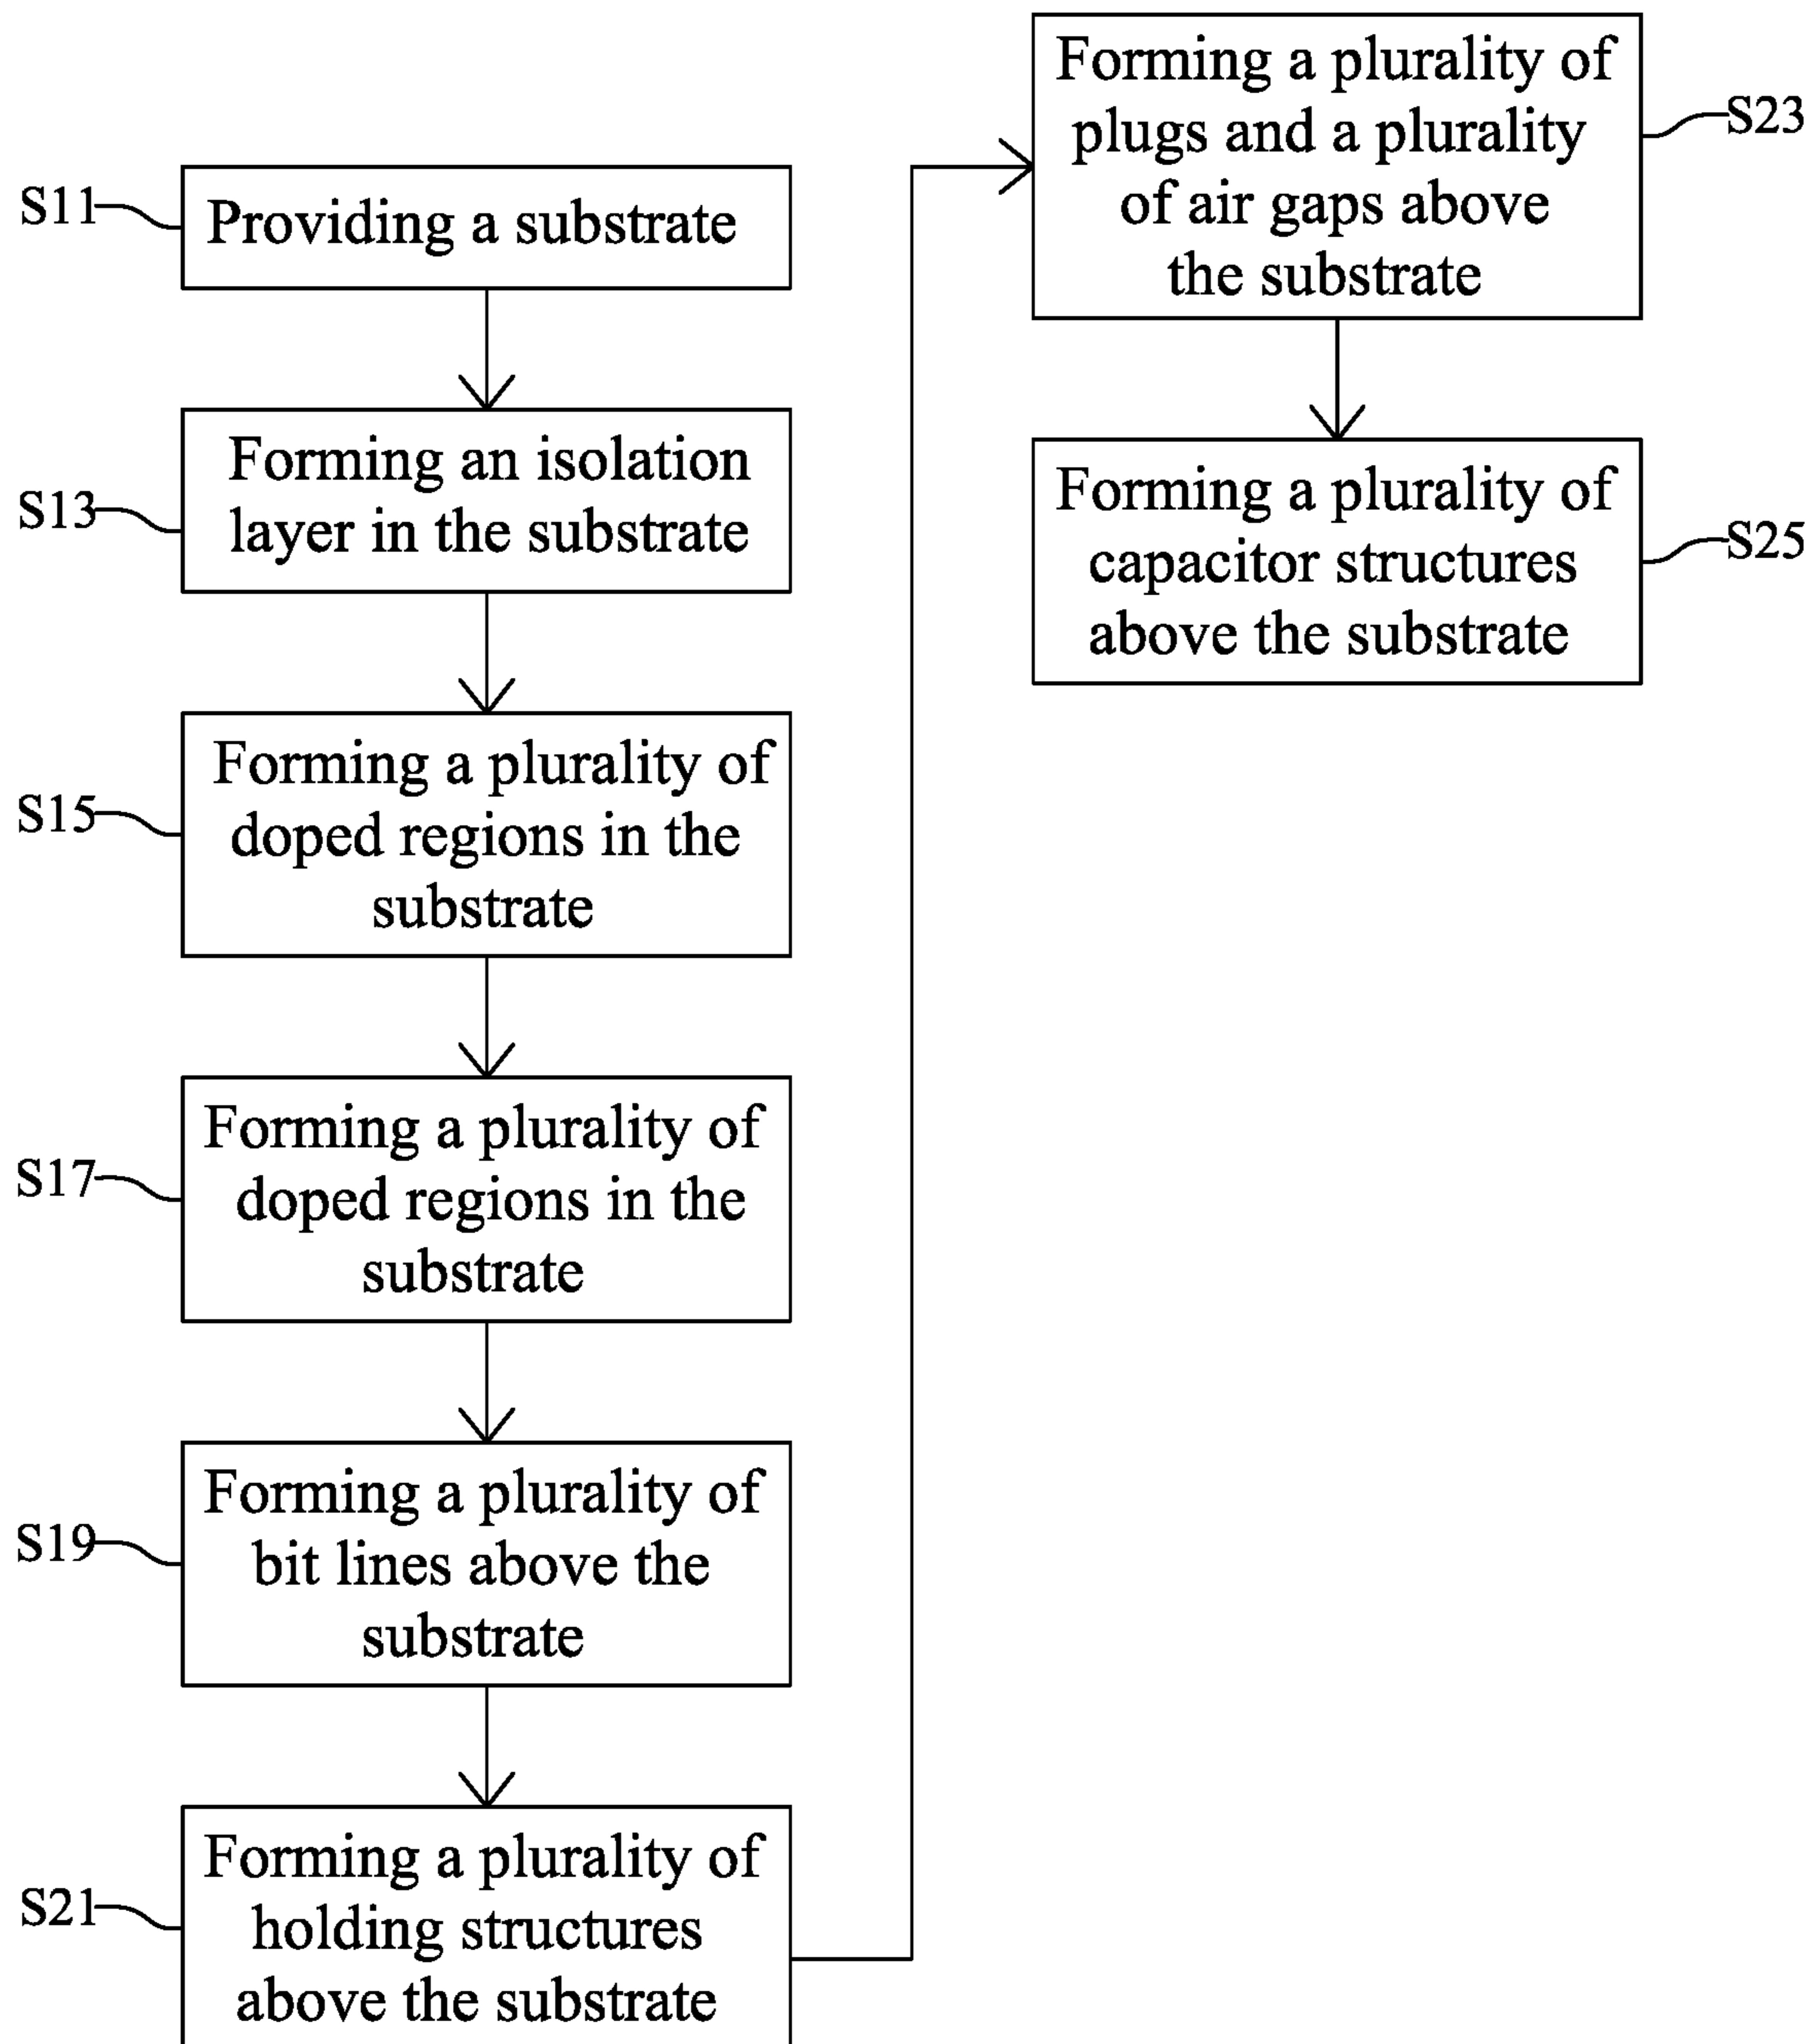 S11
Providing a substrate
S13
Forming an isolation
layer in the substrate
S15
Forming a plurality of
doped regions in the
substrate
S17
Forming a plurality of
doped regions in the
substrate
S19
Forming a plurality of
bit lines above the
substrate
S21
Forming a plurality of
holding structures
above the substrate
Forming a plurality of
plugs and a plurality
of air gaps above
the substrate
S23
Forming a plurality of
capacitor structures
above the substrate
S25